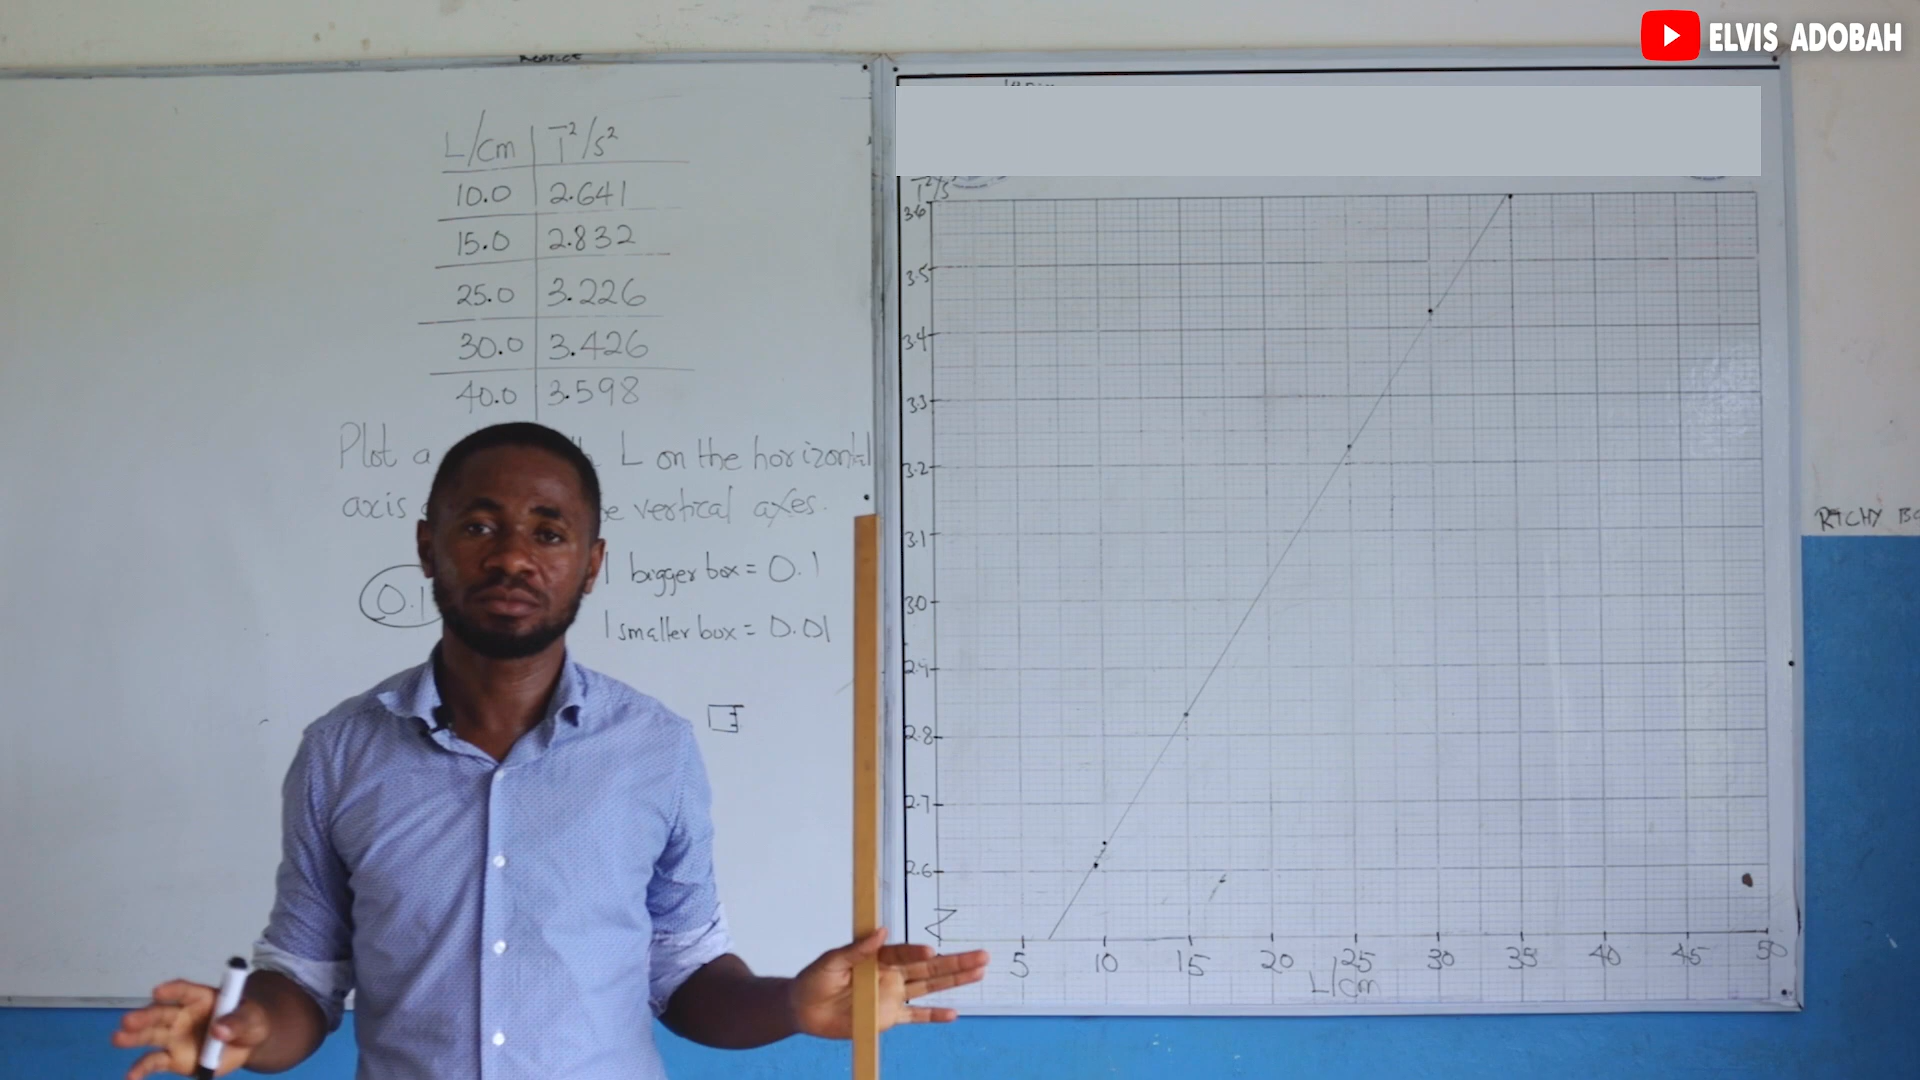 ELVIS ADOBAH
L/cm T²/s²
10.0 2.641
15.0 2.832
25.0 3.226
30.0 3.426
40.0 3.598
Plot a L on the horizontal
axis vertical axes.
0.1
1 bigger box = 0.1
1 smaller box = 0.01
T²/s²
3.6
3.5
3.4
3.3
3.2
3.1
3.0
2.9
2.8
2.7
2.6
5 10 15 20 25 30 35 40 45 50
L/cm
RICHY